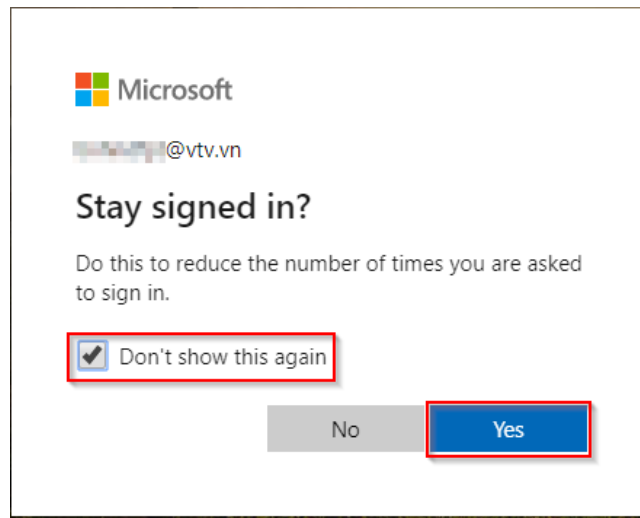 Microsoft
@vtv.vn
Stay signed in?
Do this to reduce the number of times you are asked
to sign in.
Don't show this again
No Yes